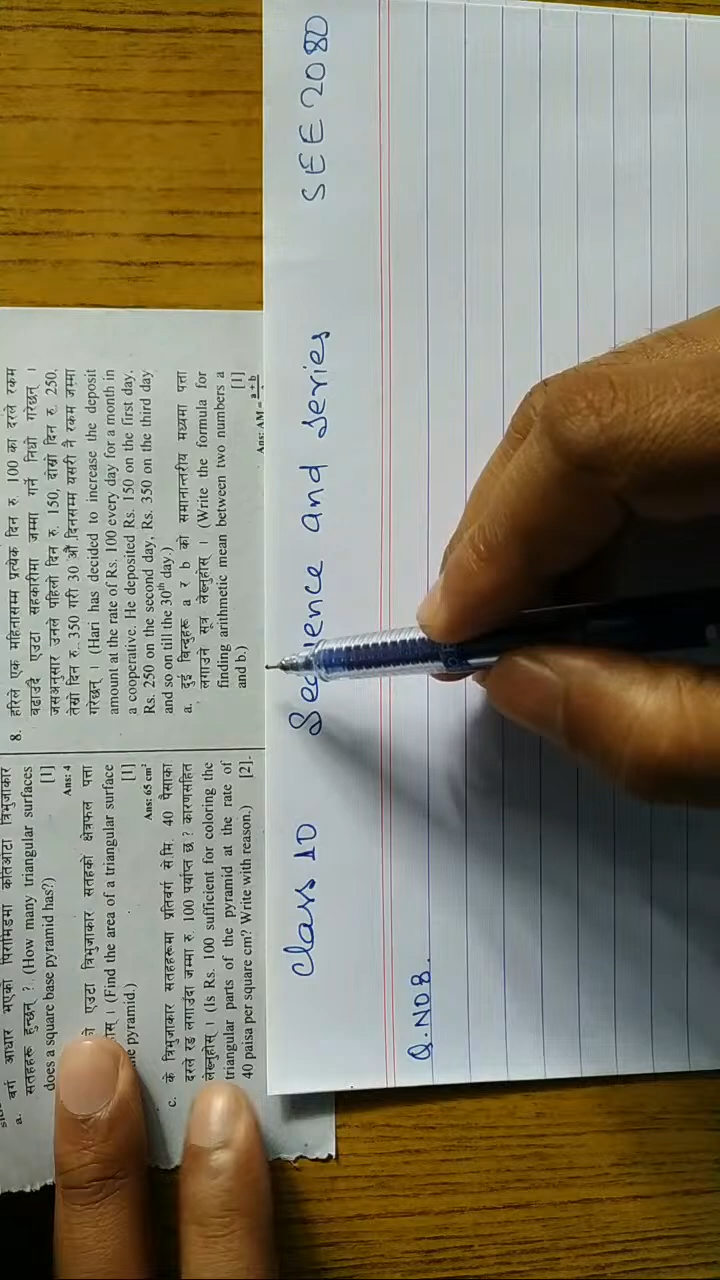 a. वर्ग आधार भएको पिरामिडमा कतिओटा त्रिभुजाकार
सतहहरू हुन्छन् ? (How many triangular surfaces
does a square base pyramid has?) [1]
Ans: 4
एउटा त्रिभुजाकार सतहको क्षेत्रफल पत्ता
(Find the area of a triangular surface
pyramid.) [1]
Ans: 65 cm²
c. के त्रिभुजाकार सतहहरूमा प्रतिवर्ग से.मि. 40 पैसाका
दरले रङ लगाउँदा जम्मा रु. 100 पर्याप्त छ ? कारणसहित
लेख्नुहोस् । (Is Rs. 100 sufficient for coloring the
triangular parts of the pyramid at the rate of
40 paisa per square cm? Write with reason.) [2].
8. हरिले एक महिनासम्म प्रत्येक दिन रु. 100 का दरले रकम
बढाउँदै एउटा सहकारीमा जम्मा गर्ने निधो गरेछन् ।
जसअनुसार उनले पहिलो दिन रु. 150, दोस्रो दिन रु. 250,
तेस्रो दिन रु. 350 गरी 30 औं दिनसम्म यसरी नै रकम जम्मा
गरेछन् । (Hari has decided to increase the deposit
amount at the rate of Rs. 100 every day for a month in
a cooperative. He deposited Rs. 150 on the first day,
Rs. 250 on the second day, Rs. 350 on the third day
and so on till the 30th day.)
a. दुई बिन्दुहरू a र b को समानान्तरीय मध्यमा पत्ता
लगाउने सूत्र लेख्नुहोस् । (Write the formula for
finding arithmetic mean between two numbers a
and b.) [1]
Ans: AM = a + b
Class 10 Sequence and series SEE 2080
Q.NO 8.